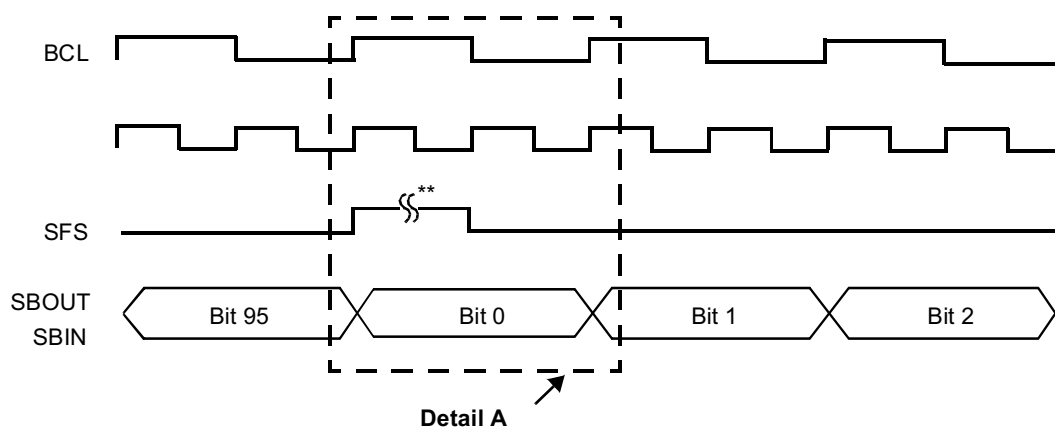 BCL
**
SFS
SBOUT
SBIN
Bit 95
Bit 0
Bit 1
Bit 2
Detail A